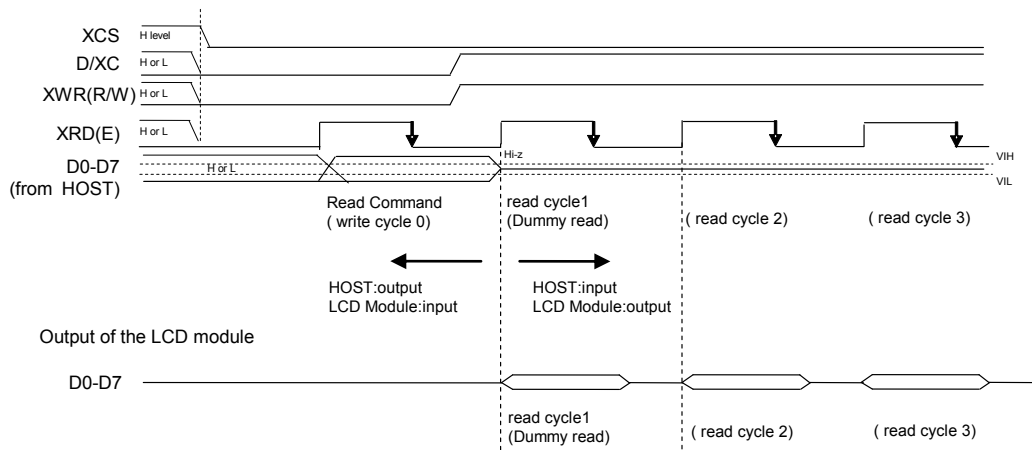 XCS H level
D/XC H or L
XWR(R/W) H or L
XRD(E) H or L
D0-D7 H or L Hi-z VIH
(from HOST) VIL
Read Command read cycle1 ( read cycle 2) ( read cycle 3)
( write cycle 0) (Dummy read)
HOST:output HOST:input
LCD Module:input LCD Module:output
Output of the LCD module
D0-D7
read cycle1 ( read cycle 2) ( read cycle 3)
(Dummy read)